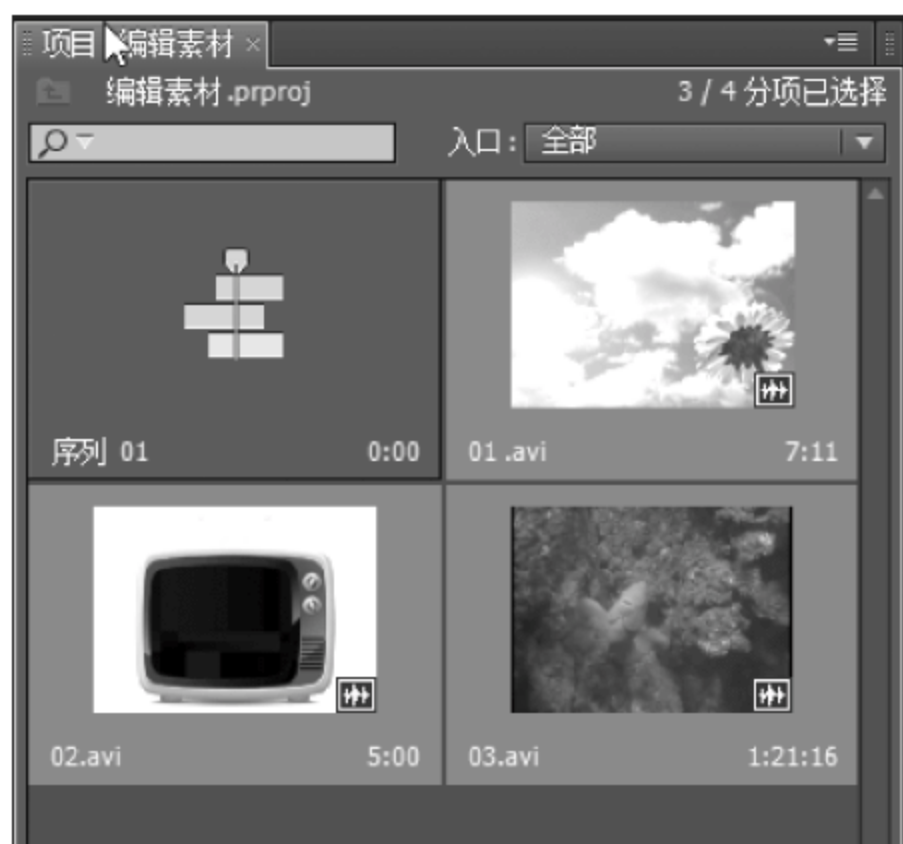 项目 编辑素材 ×
编辑素材.prproj 3 / 4 分项已选择
入口: 全部
序列 01 0:00
01.avi 7:11
02.avi 5:00
03.avi 1:21:16